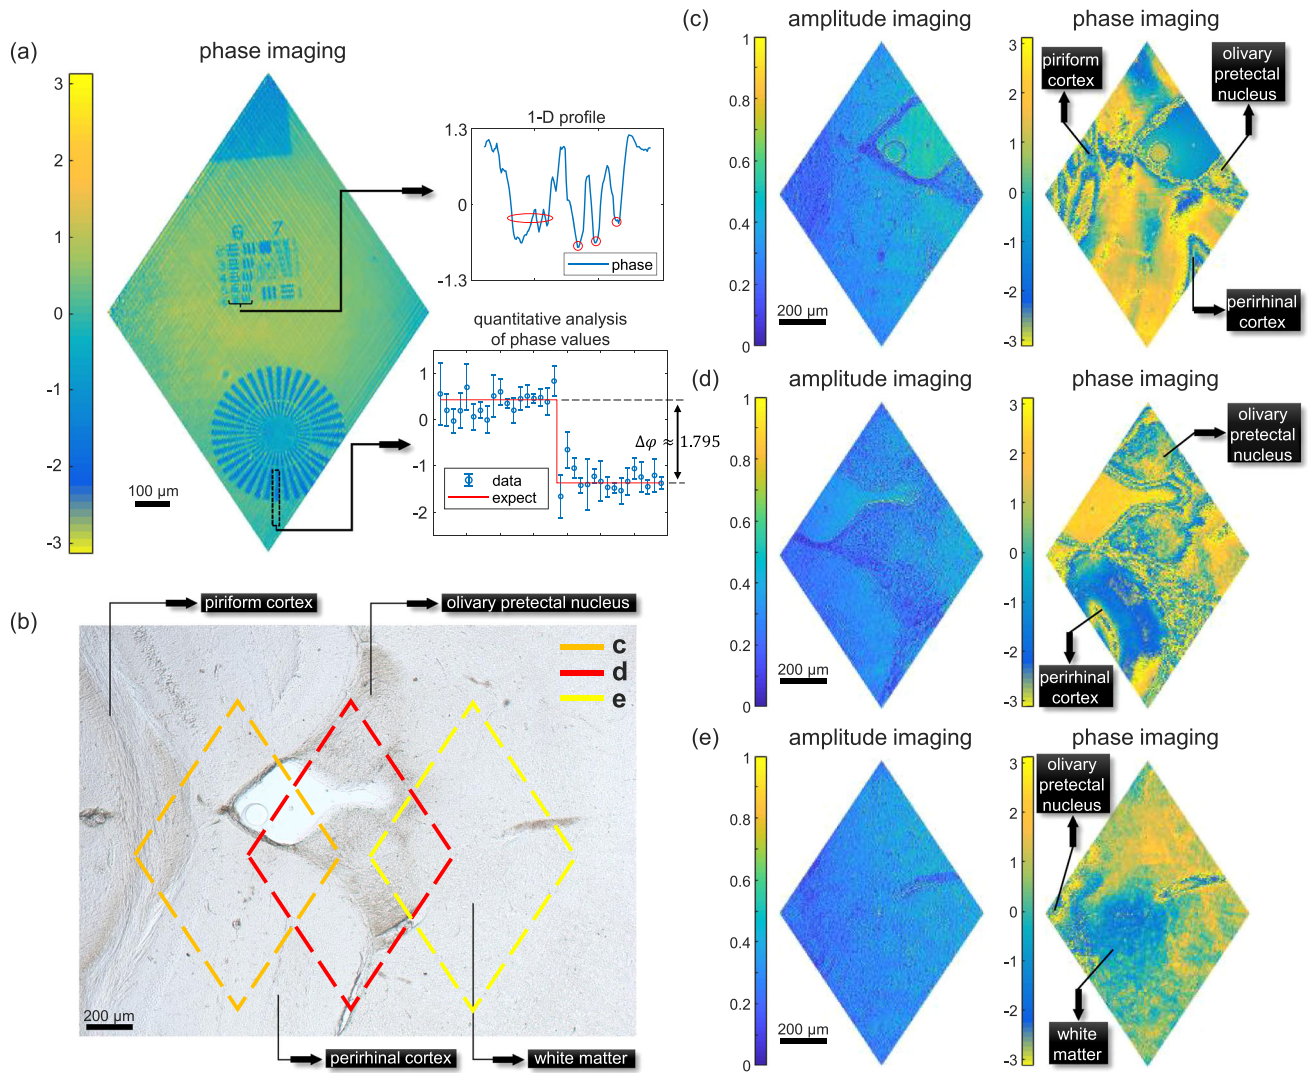 (a)
phase imaging
3
2
1
0
-1
-2
-3
6 7
100 µm
1-D profile
1.3
0
-1.3
phase
quantitative analysis
of phase values
1
0
-1
-2
Δφ ≈ 1.795
data
expect
(b)
piriform cortex
olivary pretectal nucleus
c
d
e
200 µm
perirhinal cortex
white matter
(c)
amplitude imaging
1
0.8
0.6
0.4
0.2
0
200 µm
phase imaging
3
2
1
0
-1
-2
-3
piriform
cortex
olivary
pretectal
nucleus
perirhinal
cortex
(d)
amplitude imaging
1
0.8
0.6
0.4
0.2
0
200 µm
phase imaging
3
2
1
0
-1
-2
-3
olivary
pretectal
nucleus
perirhinal
cortex
(e)
amplitude imaging
1
0.8
0.6
0.4
0.2
0
200 µm
phase imaging
3
2
1
0
-1
-2
-3
olivary
pretectal
nucleus
white
matter